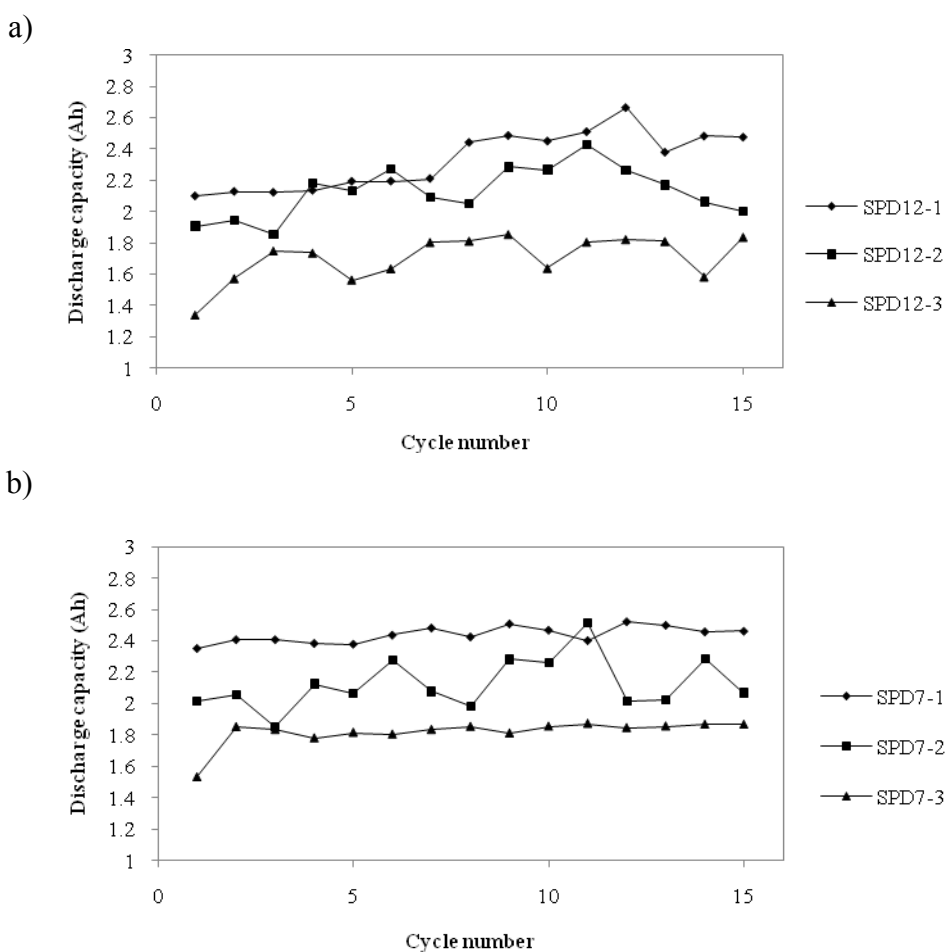 a)
3
2.8
2.6
2.4
2.2
2
1.8
1.6
1.4
1.2
1
Discharge capacity (Ah)
0 5 10 15
Cycle number
SPD12-1
SPD12-2
SPD12-3
b)
3
2.8
2.6
2.4
2.2
2
1.8
1.6
1.4
1.2
1
Discharge capacity (Ah)
0 5 10 15
Cycle number
SPD7-1
SPD7-2
SPD7-3